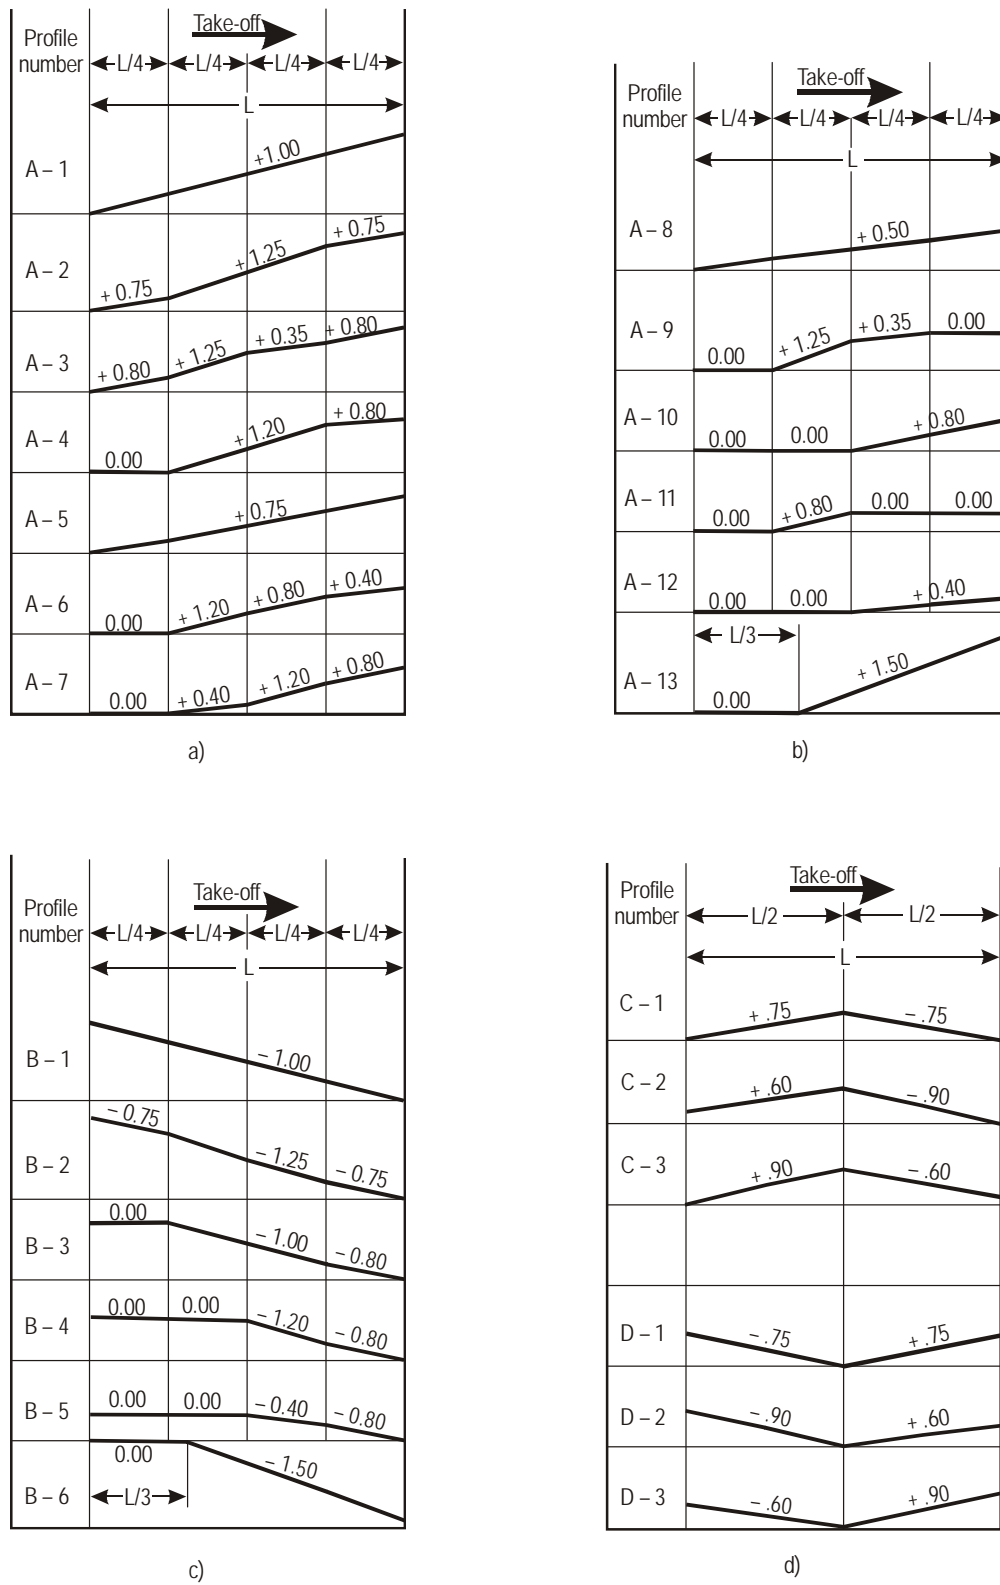 Profile
number
Take-off
L/4 L/4 L/4 L/4
L
A – 1
+1.00
A – 2
+ 0.75
+ 1.25
+ 0.75
A – 3
+ 0.80
+ 1.25
+ 0.35
+ 0.80
A – 4
0.00
+ 1.20
+ 0.80
A – 5
+ 0.75
A – 6
0.00
+ 1.20
+ 0.80
+ 0.40
A – 7
0.00
+ 0.40
+ 1.20
+ 0.80
a)
Profile
number
Take-off
L/4 L/4 L/4 L/4
L
A – 8
+ 0.50
A – 9
0.00
+ 1.25
+ 0.35
0.00
A – 10
0.00
0.00
+ 0.80
A – 11
0.00
+ 0.80
0.00
0.00
A – 12
0.00
0.00
+ 0.40
L/3
A – 13
0.00
+ 1.50
b)
Profile
number
Take-off
L/4 L/4 L/4 L/4
L
B – 1
– 1.00
B – 2
– 0.75
– 1.25
– 0.75
B – 3
0.00
– 1.00
– 0.80
B – 4
0.00
0.00
– 1.20
– 0.80
B – 5
0.00
0.00
– 0.40
– 0.80
B – 6
0.00
– 1.50
L/3
c)
Profile
number
Take-off
L/2 L/2
L
C – 1
+ .75
– .75
C – 2
+ .60
– .90
C – 3
+ .90
– .60
D – 1
– .75
+ .75
D – 2
– .90
+ .60
D – 3
– .60
+ .90
d)